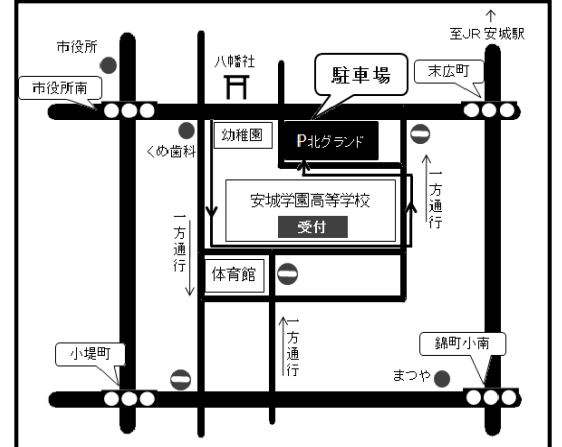 至JR 安城駅
市役所
八幡社
末広町
駐車場
市役所南
幼稚園
P北グランド
くめ歯科
一方通行
安城学園高等学校
受付
一方通行
体育館
一方通行
小堤町
錦町小南
まつや